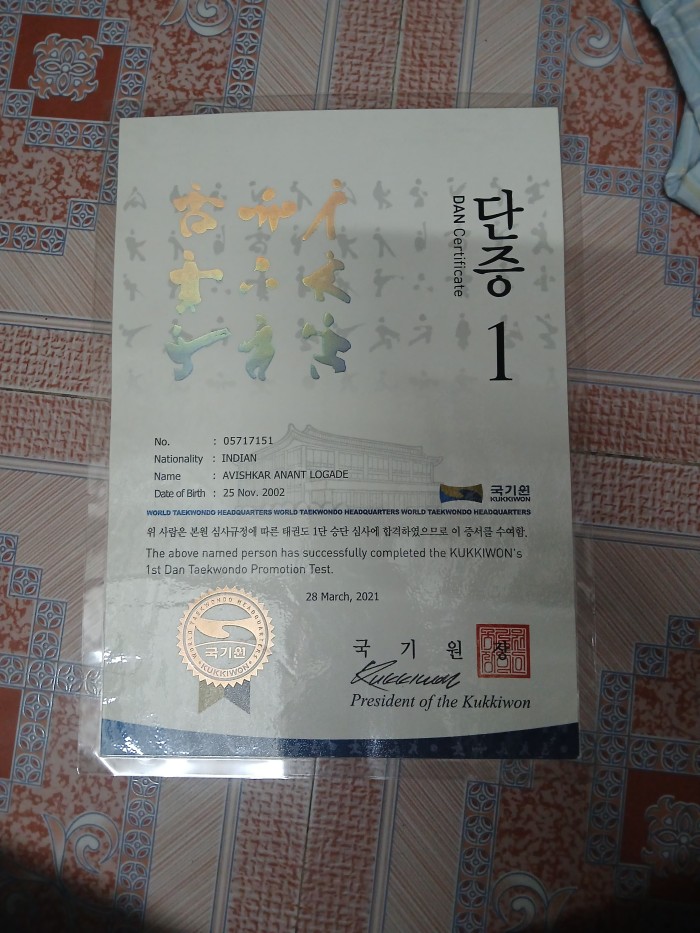 단증 1
DAN Certificate
No. : 05717151
Nationality : INDIAN
Name : AVISHKAR ANANT LOGADE
Date of Birth : 25 Nov. 2002
국기원
KUKKIWON
WORLD TAEKWONDO HEADQUARTERS WORLD TAEKWONDO HEADQUARTERS WORLD TAEKWONDO HEADQUARTERS
위 사람은 본원 심사규정에 따른 태권도 1단 승단 심사에 합격하였으므로 이 증서를 수여함.
The above named person has successfully completed the KUKKIWON's
1st Dan Taekwondo Promotion Test.
28 March, 2021
WORLD TAEKWONDO HEADQUARTERS
국기원
KUKKIWON
국 기 원 장
Kukkiwon
President of the Kukkiwon